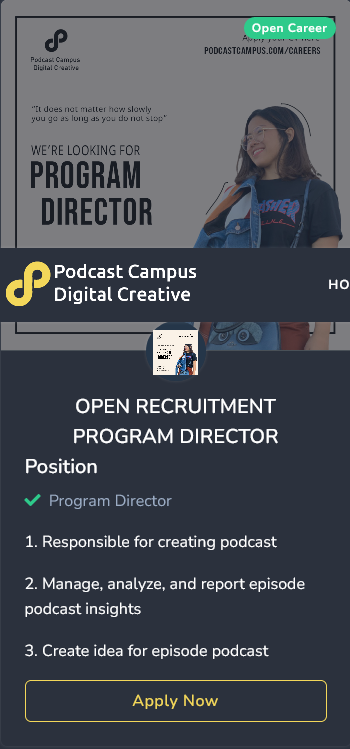 Open Career
Apply your CV here
PODCASTCAMPUS.COM/CAREERS
Podcast Campus
Digital Creative
"It does not matter how slowly
you go as long as you do not stop"
WE'RE LOOKING FOR
PROGRAM
DIRECTOR
THRASHER
Podcast Campus
Digital Creative
HO
OPEN RECRUITMENT
PROGRAM DIRECTOR
Position
Program Director
1. Responsible for creating podcast
2. Manage, analyze, and report episode
podcast insights
3. Create idea for episode podcast
Apply Now